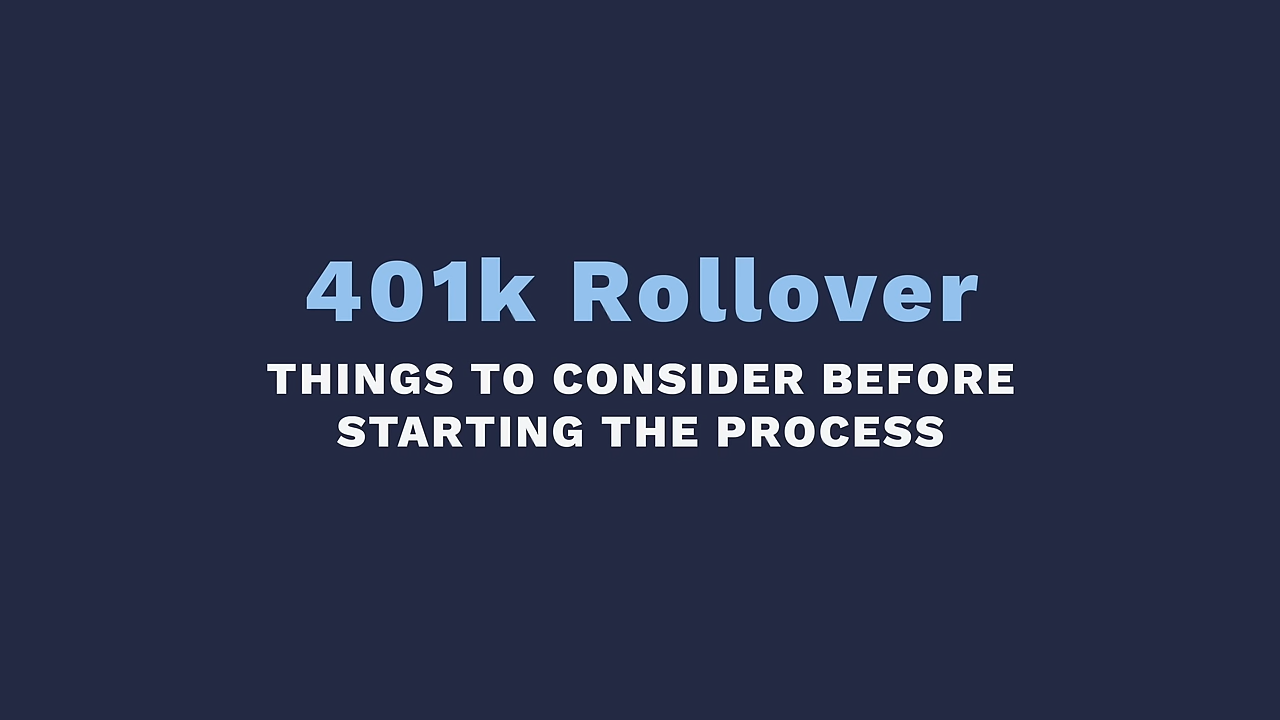 401k Rollover
THINGS TO CONSIDER BEFORE
STARTING THE PROCESS